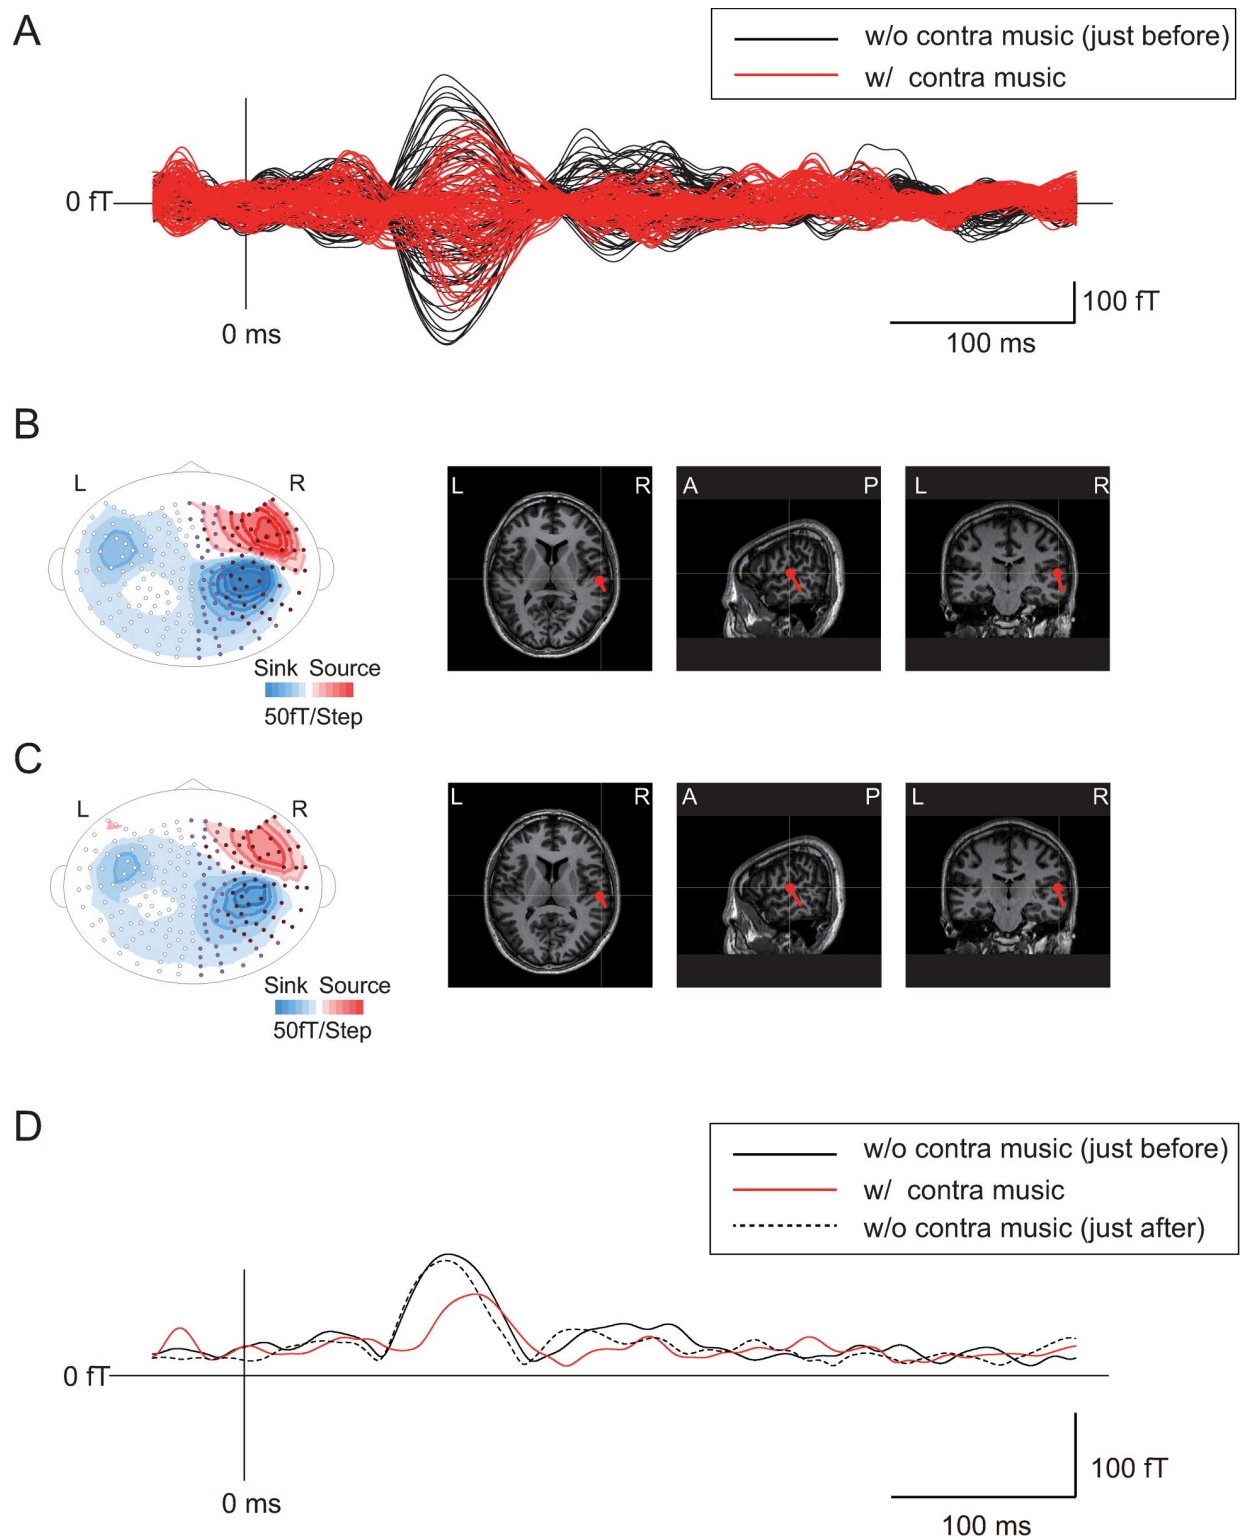 A
w/o contra music (just before)
w/ contra music
0 fT
0 ms
100 fT
100 ms
B
L R
Sink Source
50fT/Step
L R
A P
L R
C
L R
Sink Source
50fT/Step
L R
A P
L R
D
w/o contra music (just before)
w/ contra music
w/o contra music (just after)
0 fT
0 ms
100 fT
100 ms